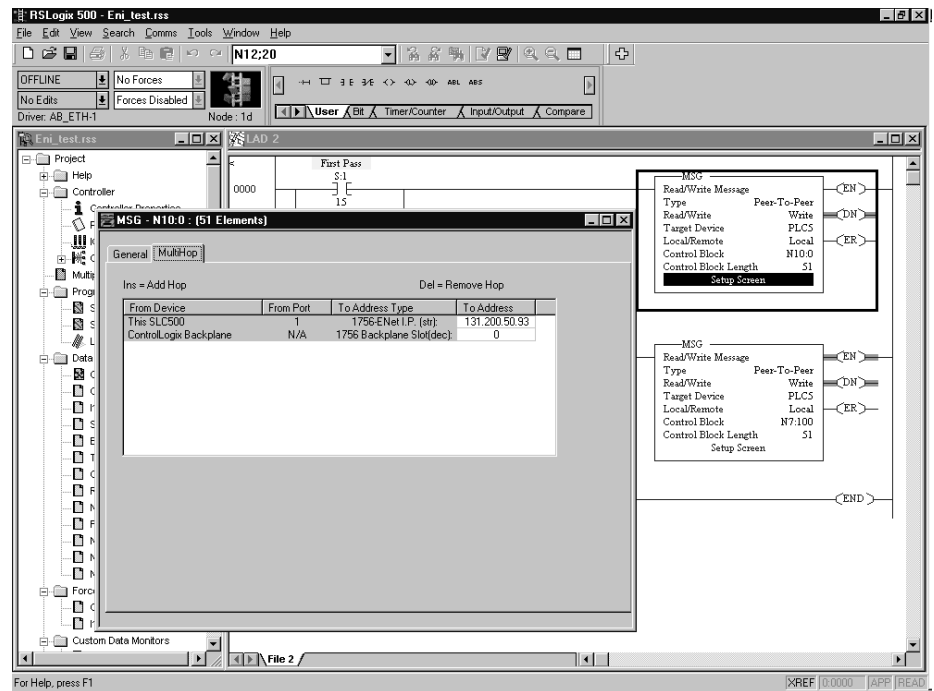 RSLogix 500 - Eni_test.rss
File Edit View Search Comms Tools Window Help
N12:20
OFFLINE No Forces
No Edits Forces Disabled
Driver: AB_ETH-1 Node : 1d
ABL ABS
User Bit Timer/Counter Input/Output Compare
Eni_test.rss
LAD 2
Project
Help
Controller
Controller Properties
Data
Custom Data Monitors
First Pass
S:1
0000
15
MSG
Read/Write Message
Type Peer-To-Peer
Read/Write Write
Target Device PLC5
Local/Remote Local
Control Block N10:0
Control Block Length 51
Setup Screen
EN
DN
ER
MSG - N10:0 : (51 Elements)
General MultiHop
Ins = Add Hop Del = Remove Hop
From Device From Port To Address Type To Address
This SLC500 1 1756-ENet I.P. (str): 131.200.50.93
ControlLogix Backplane N/A 1756 Backplane Slot(dec): 0
MSG
Read/Write Message
Type Peer-To-Peer
Read/Write Write
Target Device PLC5
Local/Remote Local
Control Block N7:100
Control Block Length 51
Setup Screen
EN
DN
ER
END
File 2
For Help, press F1
XREF 0:0000 APP READ